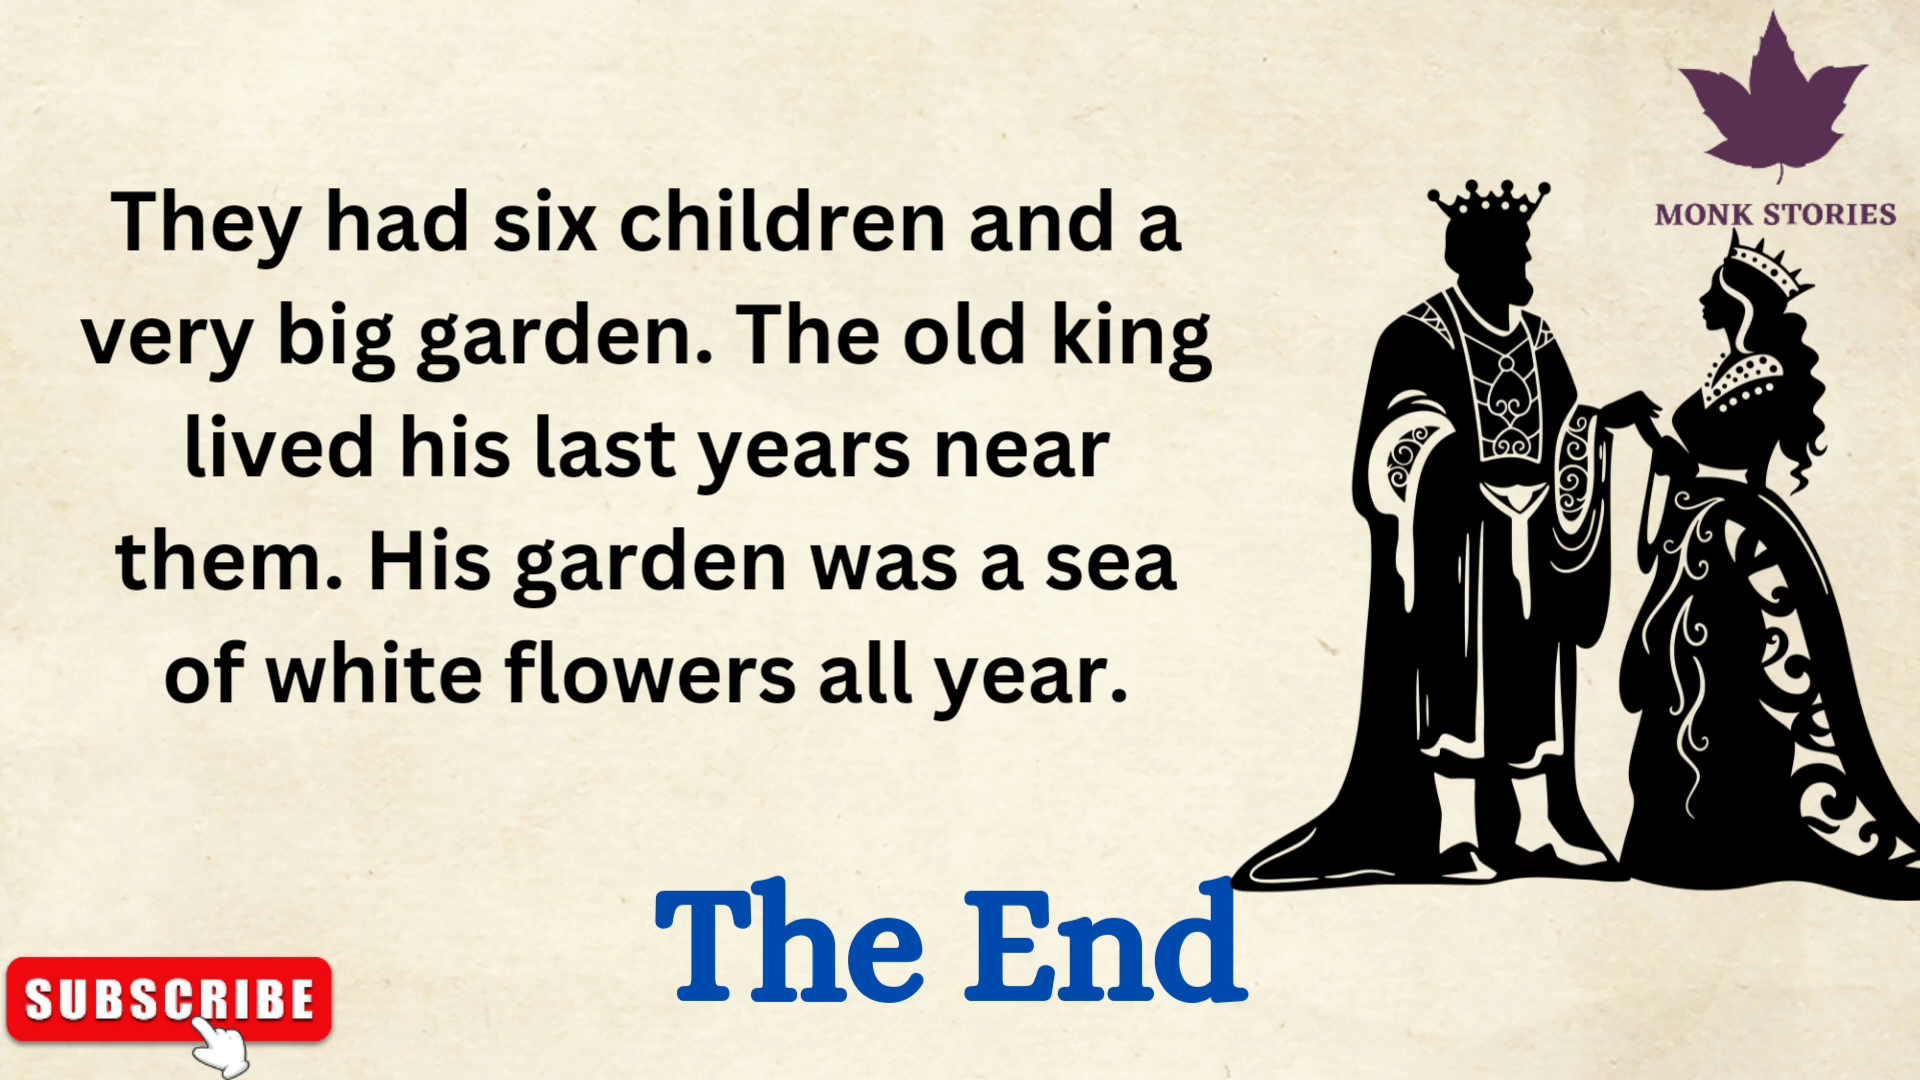 MONK STORIES
They had six children and a
very big garden. The old king
lived his last years near
them. His garden was a sea
of white flowers all year.
The End
SUBSCRIBE